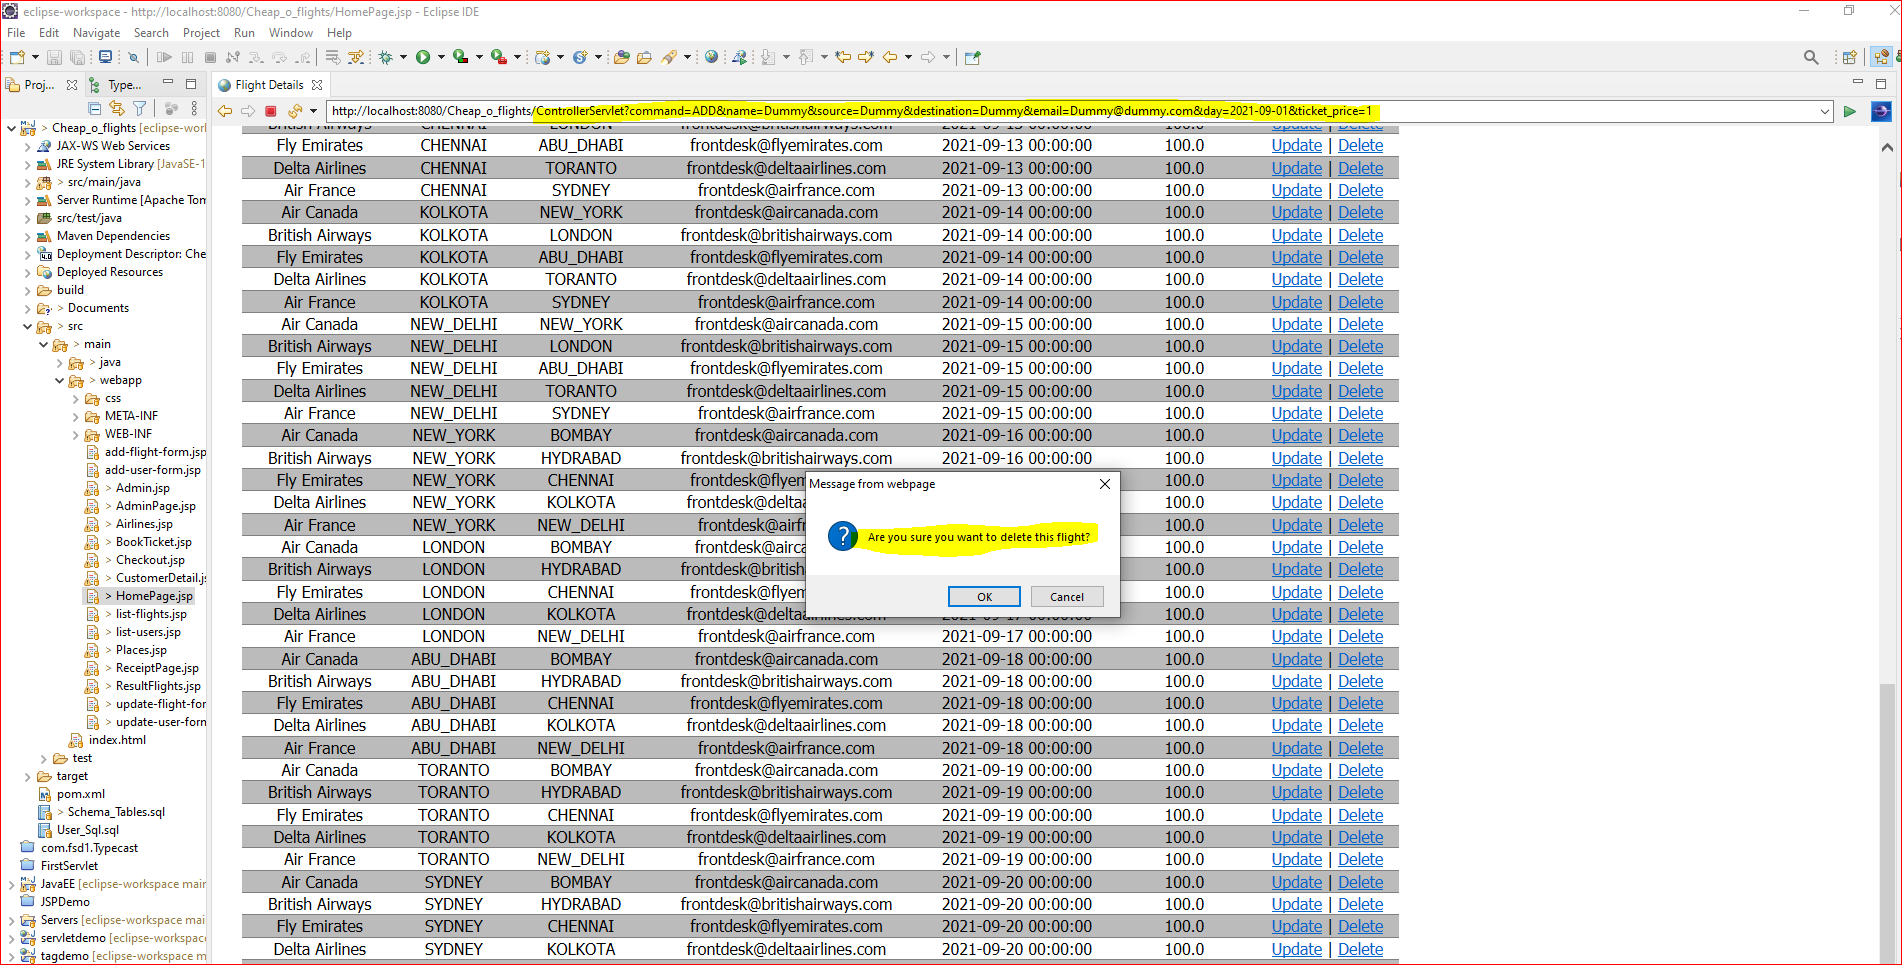 eclipse-workspace - http://localhost:8080/Cheap_o_flights/HomePage.jsp - Eclipse IDE
File Edit Navigate Search Project Run Window Help
Proj... Type...
Flight Details
http://localhost:8080/Cheap_o_flights/ControllerServlet?command=ADD&name=Dummy&source=Dummy&destination=Dummy&email=Dummy@dummy.com&day=2021-09-01&ticket_price=1
> Cheap_o_flights [eclipse-worl
JAX-WS Web Services
JRE System Library [JavaSE-1
> src/main/java
Server Runtime [Apache Tom
src/test/java
Maven Dependencies
Deployment Descriptor: Che
Deployed Resources
build
> Documents
> src
> main
> java
> webapp
css
META-INF
WEB-INF
add-flight-form.jsp
add-user-form.jsp
> Admin.jsp
> AdminPage.jsp
> Airlines.jsp
> BookTicket.jsp
> Checkout.jsp
> CustomerDetail.js
> HomePage.jsp
> list-flights.jsp
> list-users.jsp
> Places.jsp
> ReceiptPage.jsp
> ResultFlights.jsp
> update-flight-for
> update-user-form
index.html
test
target
pom.xml
> Schema_Tables.sql
User_Sql.sql
com.fsd1.Typecast
FirstServlet
JavaEE [eclipse-workspace main
JSPDemo
Servers [eclipse-workspace mai
servletdemo [eclipse-workspace
tagdemo [eclipse-workspace m
British Airways CHENNAI LONDON frontdesk@britishairways.com 2021-09-13 00:00:00 100.0 Update | Delete
Fly Emirates CHENNAI ABU_DHABI frontdesk@flyemirates.com 2021-09-13 00:00:00 100.0 Update | Delete
Delta Airlines CHENNAI TORANTO frontdesk@deltaairlines.com 2021-09-13 00:00:00 100.0 Update | Delete
Air France CHENNAI SYDNEY frontdesk@airfrance.com 2021-09-13 00:00:00 100.0 Update | Delete
Air Canada KOLKOTA NEW_YORK frontdesk@aircanada.com 2021-09-14 00:00:00 100.0 Update | Delete
British Airways KOLKOTA LONDON frontdesk@britishairways.com 2021-09-14 00:00:00 100.0 Update | Delete
Fly Emirates KOLKOTA ABU_DHABI frontdesk@flyemirates.com 2021-09-14 00:00:00 100.0 Update | Delete
Delta Airlines KOLKOTA TORANTO frontdesk@deltaairlines.com 2021-09-14 00:00:00 100.0 Update | Delete
Air France KOLKOTA SYDNEY frontdesk@airfrance.com 2021-09-14 00:00:00 100.0 Update | Delete
Air Canada NEW_DELHI NEW_YORK frontdesk@aircanada.com 2021-09-15 00:00:00 100.0 Update | Delete
British Airways NEW_DELHI LONDON frontdesk@britishairways.com 2021-09-15 00:00:00 100.0 Update | Delete
Fly Emirates NEW_DELHI ABU_DHABI frontdesk@flyemirates.com 2021-09-15 00:00:00 100.0 Update | Delete
Delta Airlines NEW_DELHI TORANTO frontdesk@deltaairlines.com 2021-09-15 00:00:00 100.0 Update | Delete
Air France NEW_DELHI SYDNEY frontdesk@airfrance.com 2021-09-15 00:00:00 100.0 Update | Delete
Air Canada NEW_YORK BOMBAY frontdesk@aircanada.com 2021-09-16 00:00:00 100.0 Update | Delete
British Airways NEW_YORK HYDRABAD frontdesk@britishairways.com 2021-09-16 00:00:00 100.0 Update | Delete
Fly Emirates NEW_YORK CHENNAI frontdesk@flyem 100.0 Update | Delete
Delta Airlines NEW_YORK KOLKOTA frontdesk@delta 100.0 Update | Delete
Air France NEW_YORK NEW_DELHI frontdesk@airfr 100.0 Update | Delete
Air Canada LONDON BOMBAY frontdesk@airca 100.0 Update | Delete
British Airways LONDON HYDRABAD frontdesk@british 100.0 Update | Delete
Fly Emirates LONDON CHENNAI frontdesk@flyem 100.0 Update | Delete
Delta Airlines LONDON KOLKOTA frontdesk@deltaairlines.com 2021-09-17 00:00:00 100.0 Update | Delete
Air France LONDON NEW_DELHI frontdesk@airfrance.com 2021-09-17 00:00:00 100.0 Update | Delete
Air Canada ABU_DHABI BOMBAY frontdesk@aircanada.com 2021-09-18 00:00:00 100.0 Update | Delete
British Airways ABU_DHABI HYDRABAD frontdesk@britishairways.com 2021-09-18 00:00:00 100.0 Update | Delete
Fly Emirates ABU_DHABI CHENNAI frontdesk@flyemirates.com 2021-09-18 00:00:00 100.0 Update | Delete
Delta Airlines ABU_DHABI KOLKOTA frontdesk@deltaairlines.com 2021-09-18 00:00:00 100.0 Update | Delete
Air France ABU_DHABI NEW_DELHI frontdesk@airfrance.com 2021-09-18 00:00:00 100.0 Update | Delete
Air Canada TORANTO BOMBAY frontdesk@aircanada.com 2021-09-19 00:00:00 100.0 Update | Delete
British Airways TORANTO HYDRABAD frontdesk@britishairways.com 2021-09-19 00:00:00 100.0 Update | Delete
Fly Emirates TORANTO CHENNAI frontdesk@flyemirates.com 2021-09-19 00:00:00 100.0 Update | Delete
Delta Airlines TORANTO KOLKOTA frontdesk@deltaairlines.com 2021-09-19 00:00:00 100.0 Update | Delete
Air France TORANTO NEW_DELHI frontdesk@airfrance.com 2021-09-19 00:00:00 100.0 Update | Delete
Air Canada SYDNEY BOMBAY frontdesk@aircanada.com 2021-09-20 00:00:00 100.0 Update | Delete
British Airways SYDNEY HYDRABAD frontdesk@britishairways.com 2021-09-20 00:00:00 100.0 Update | Delete
Fly Emirates SYDNEY CHENNAI frontdesk@flyemirates.com 2021-09-20 00:00:00 100.0 Update | Delete
Delta Airlines SYDNEY KOLKOTA frontdesk@deltaairlines.com 2021-09-20 00:00:00 100.0 Update | Delete
Message from webpage
Are you sure you want to delete this flight?
OK Cancel